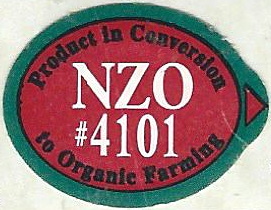 Product in Conversion
NZO
#4101
to Organic Farming